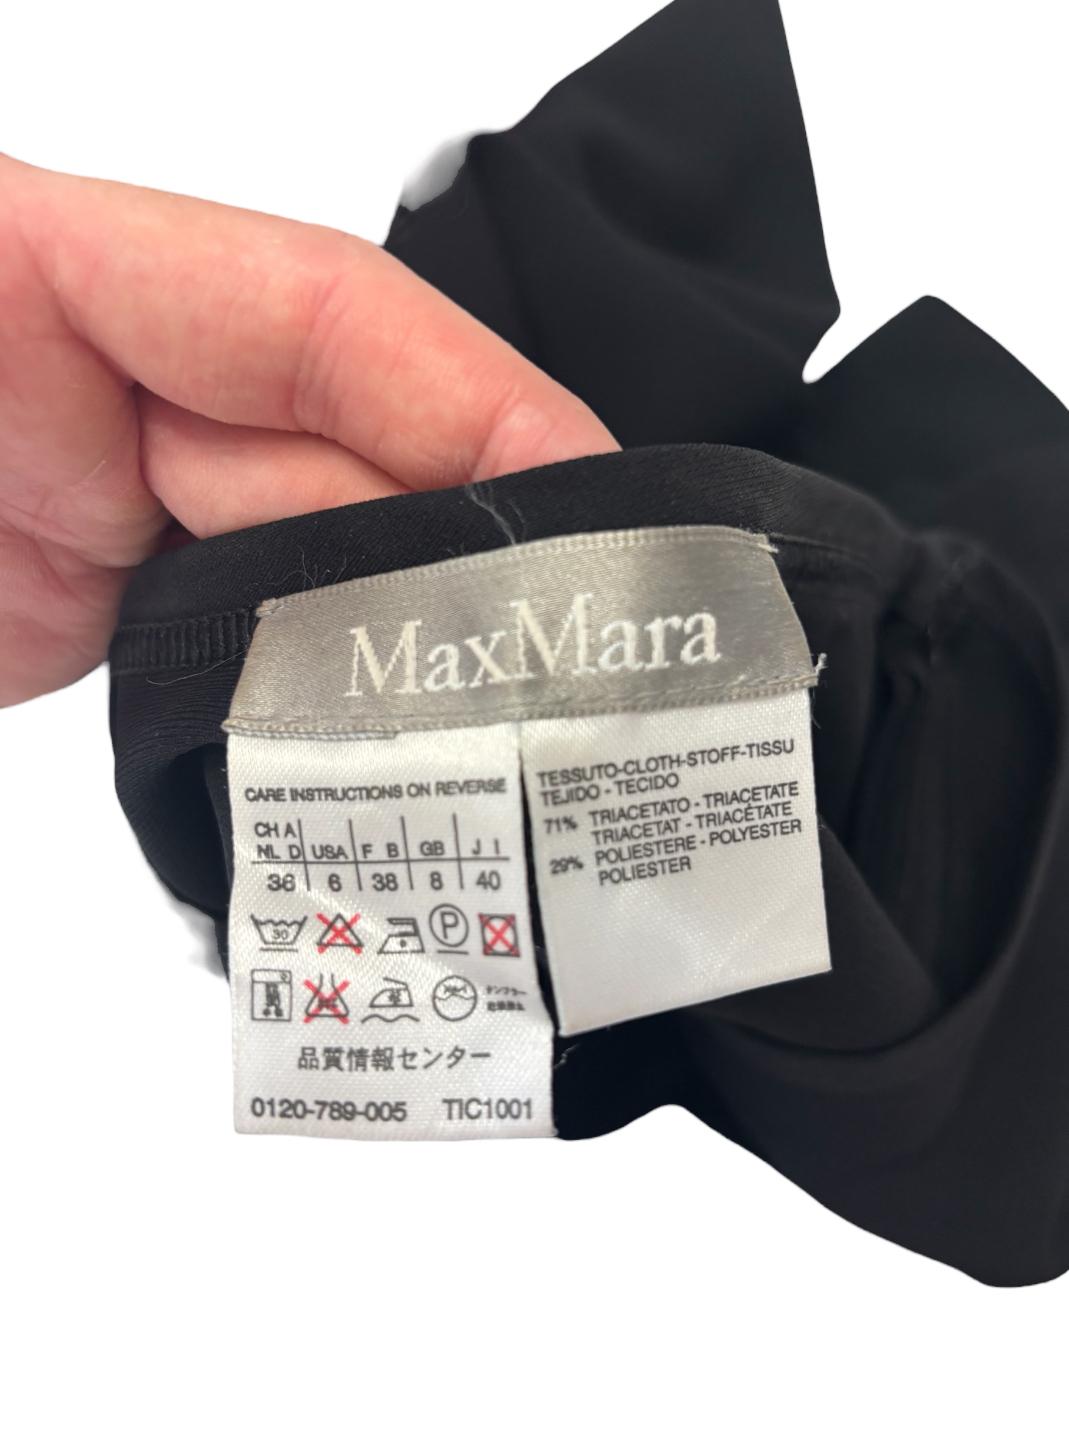 MaxMara
CARE INSTRUCTIONS ON REVERSE
CH A
NL D USA F B GB J I
36 6 38 8 40
30
P
品質情報センター
0120-789-005 TIC1001
TESSUTO-CLOTH-STOFF-TISSU
TEJIDO - TECIDO
71% TRIACETATO - TRIACETATE
TRIACETAT - TRIACÉTATE
29% POLIESTERE - POLYESTER
POLIESTER